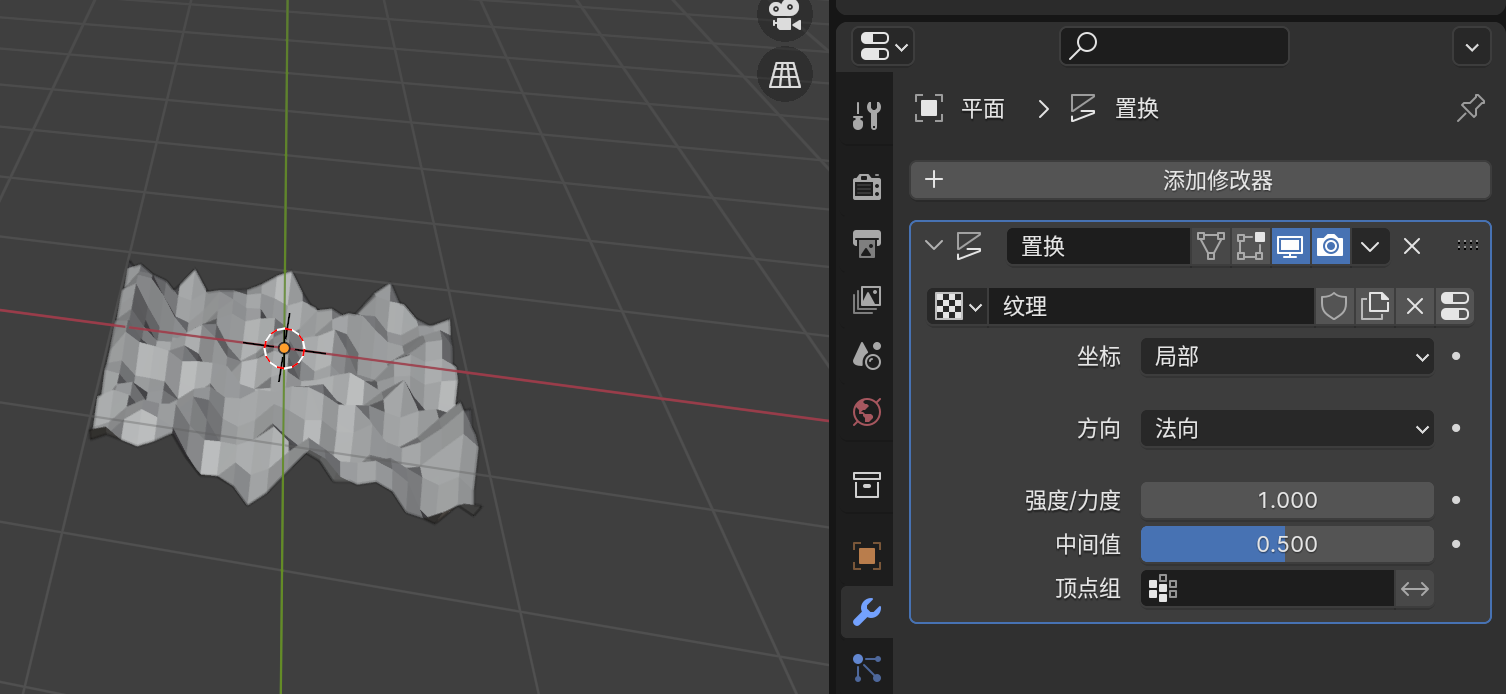 平面 > 置换
+ 添加修改器
置换
纹理
坐标 局部
方向 法向
强度/力度 1.000
中间值 0.500
顶点组